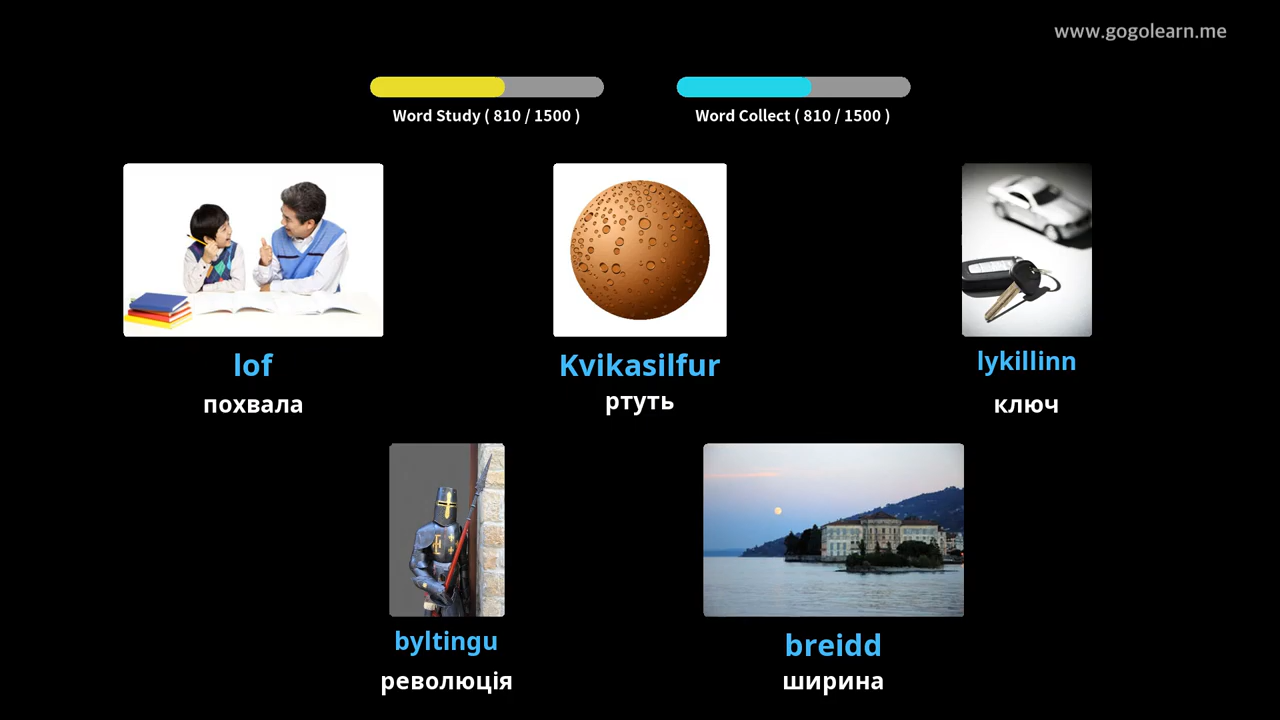 www.gogolearn.me
Word Study ( 810 / 1500 )
Word Collect ( 810 / 1500 )
lof
похвала
Kvikasilfur
ртуть
lykillinn
ключ
byltingu
революція
breidd
ширина